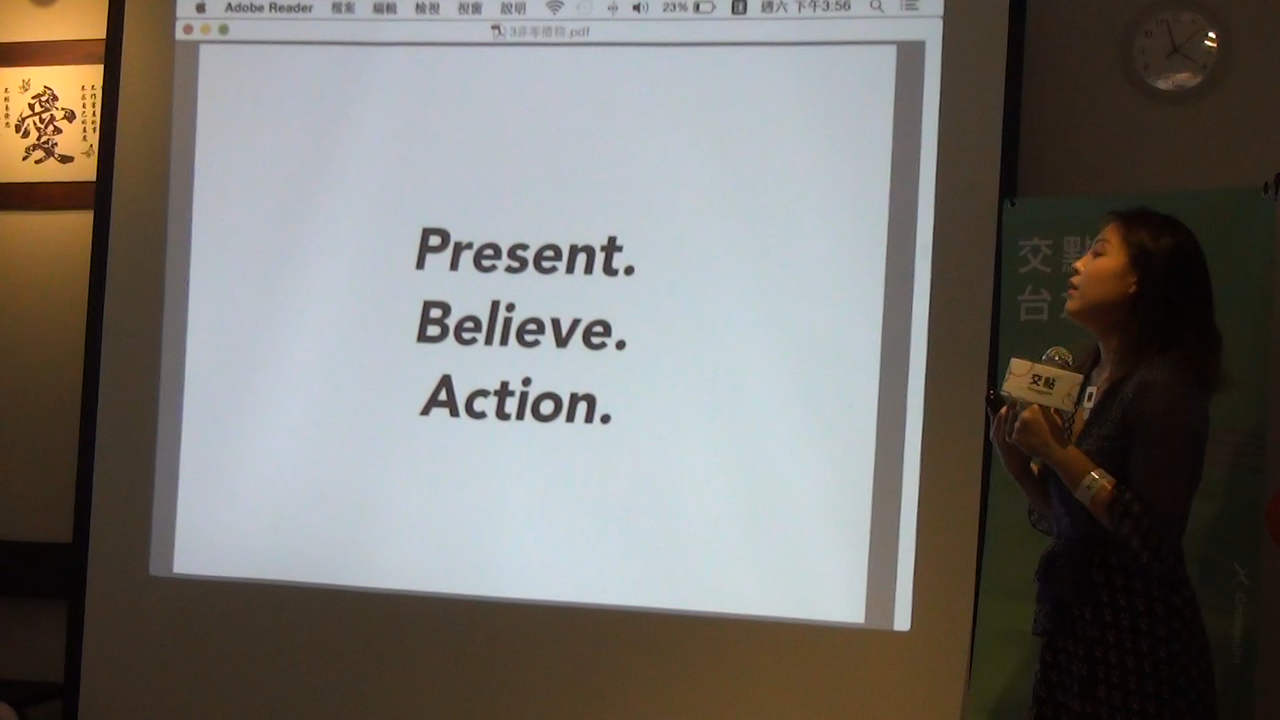 Adobe Reader 檔案 編輯 檢視 視窗 說明 23% 週六 下午3:56
Present.
Believe.
Action.
愛
交點
台
交點